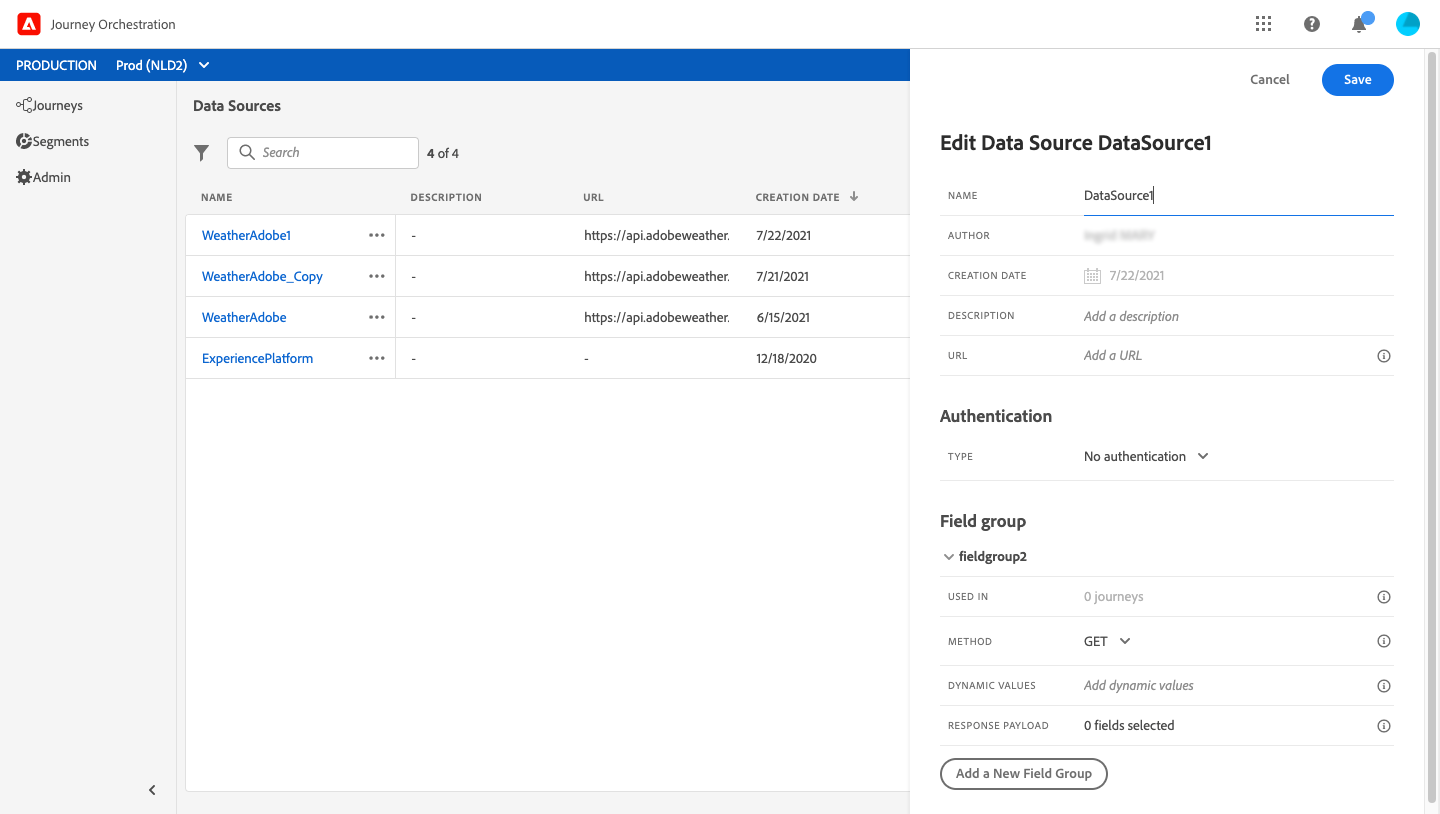 Journey Orchestration
PRODUCTION Prod (NLD2)
Cancel Save
Journeys
Segments
Admin
Data Sources
Search 4 of 4
NAME DESCRIPTION URL CREATION DATE
WeatherAdobe1 - https://api.adobeweather. 7/22/2021
WeatherAdobe_Copy - https://api.adobeweather. 7/21/2021
WeatherAdobe - https://api.adobeweather. 6/15/2021
ExperiencePlatform - - 12/18/2020
Edit Data Source DataSource1
NAME DataSource1
AUTHOR
CREATION DATE 7/22/2021
DESCRIPTION Add a description
URL Add a URL
Authentication
TYPE No authentication
Field group
fieldgroup2
USED IN 0 journeys
METHOD GET
DYNAMIC VALUES Add dynamic values
RESPONSE PAYLOAD 0 fields selected
Add a New Field Group